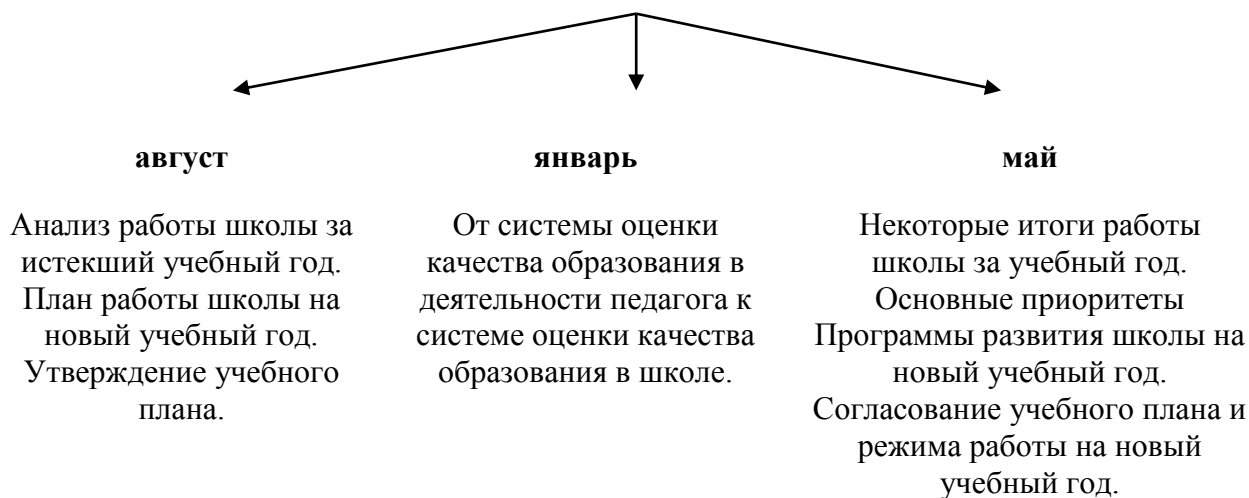 август
Анализ работы школы за
истекший учебный год.
План работы школы на
новый учебный год.
Утверждение учебного
плана.
январь
От системы оценки
качества образования в
деятельности педагога к
системе оценки качества
образования в школе.
май
Некоторые итоги работы
школы за учебный год.
Основные приоритеты
Программы развития школы на
новый учебный год.
Согласование учебного плана и
режима работы на новый
учебный год.